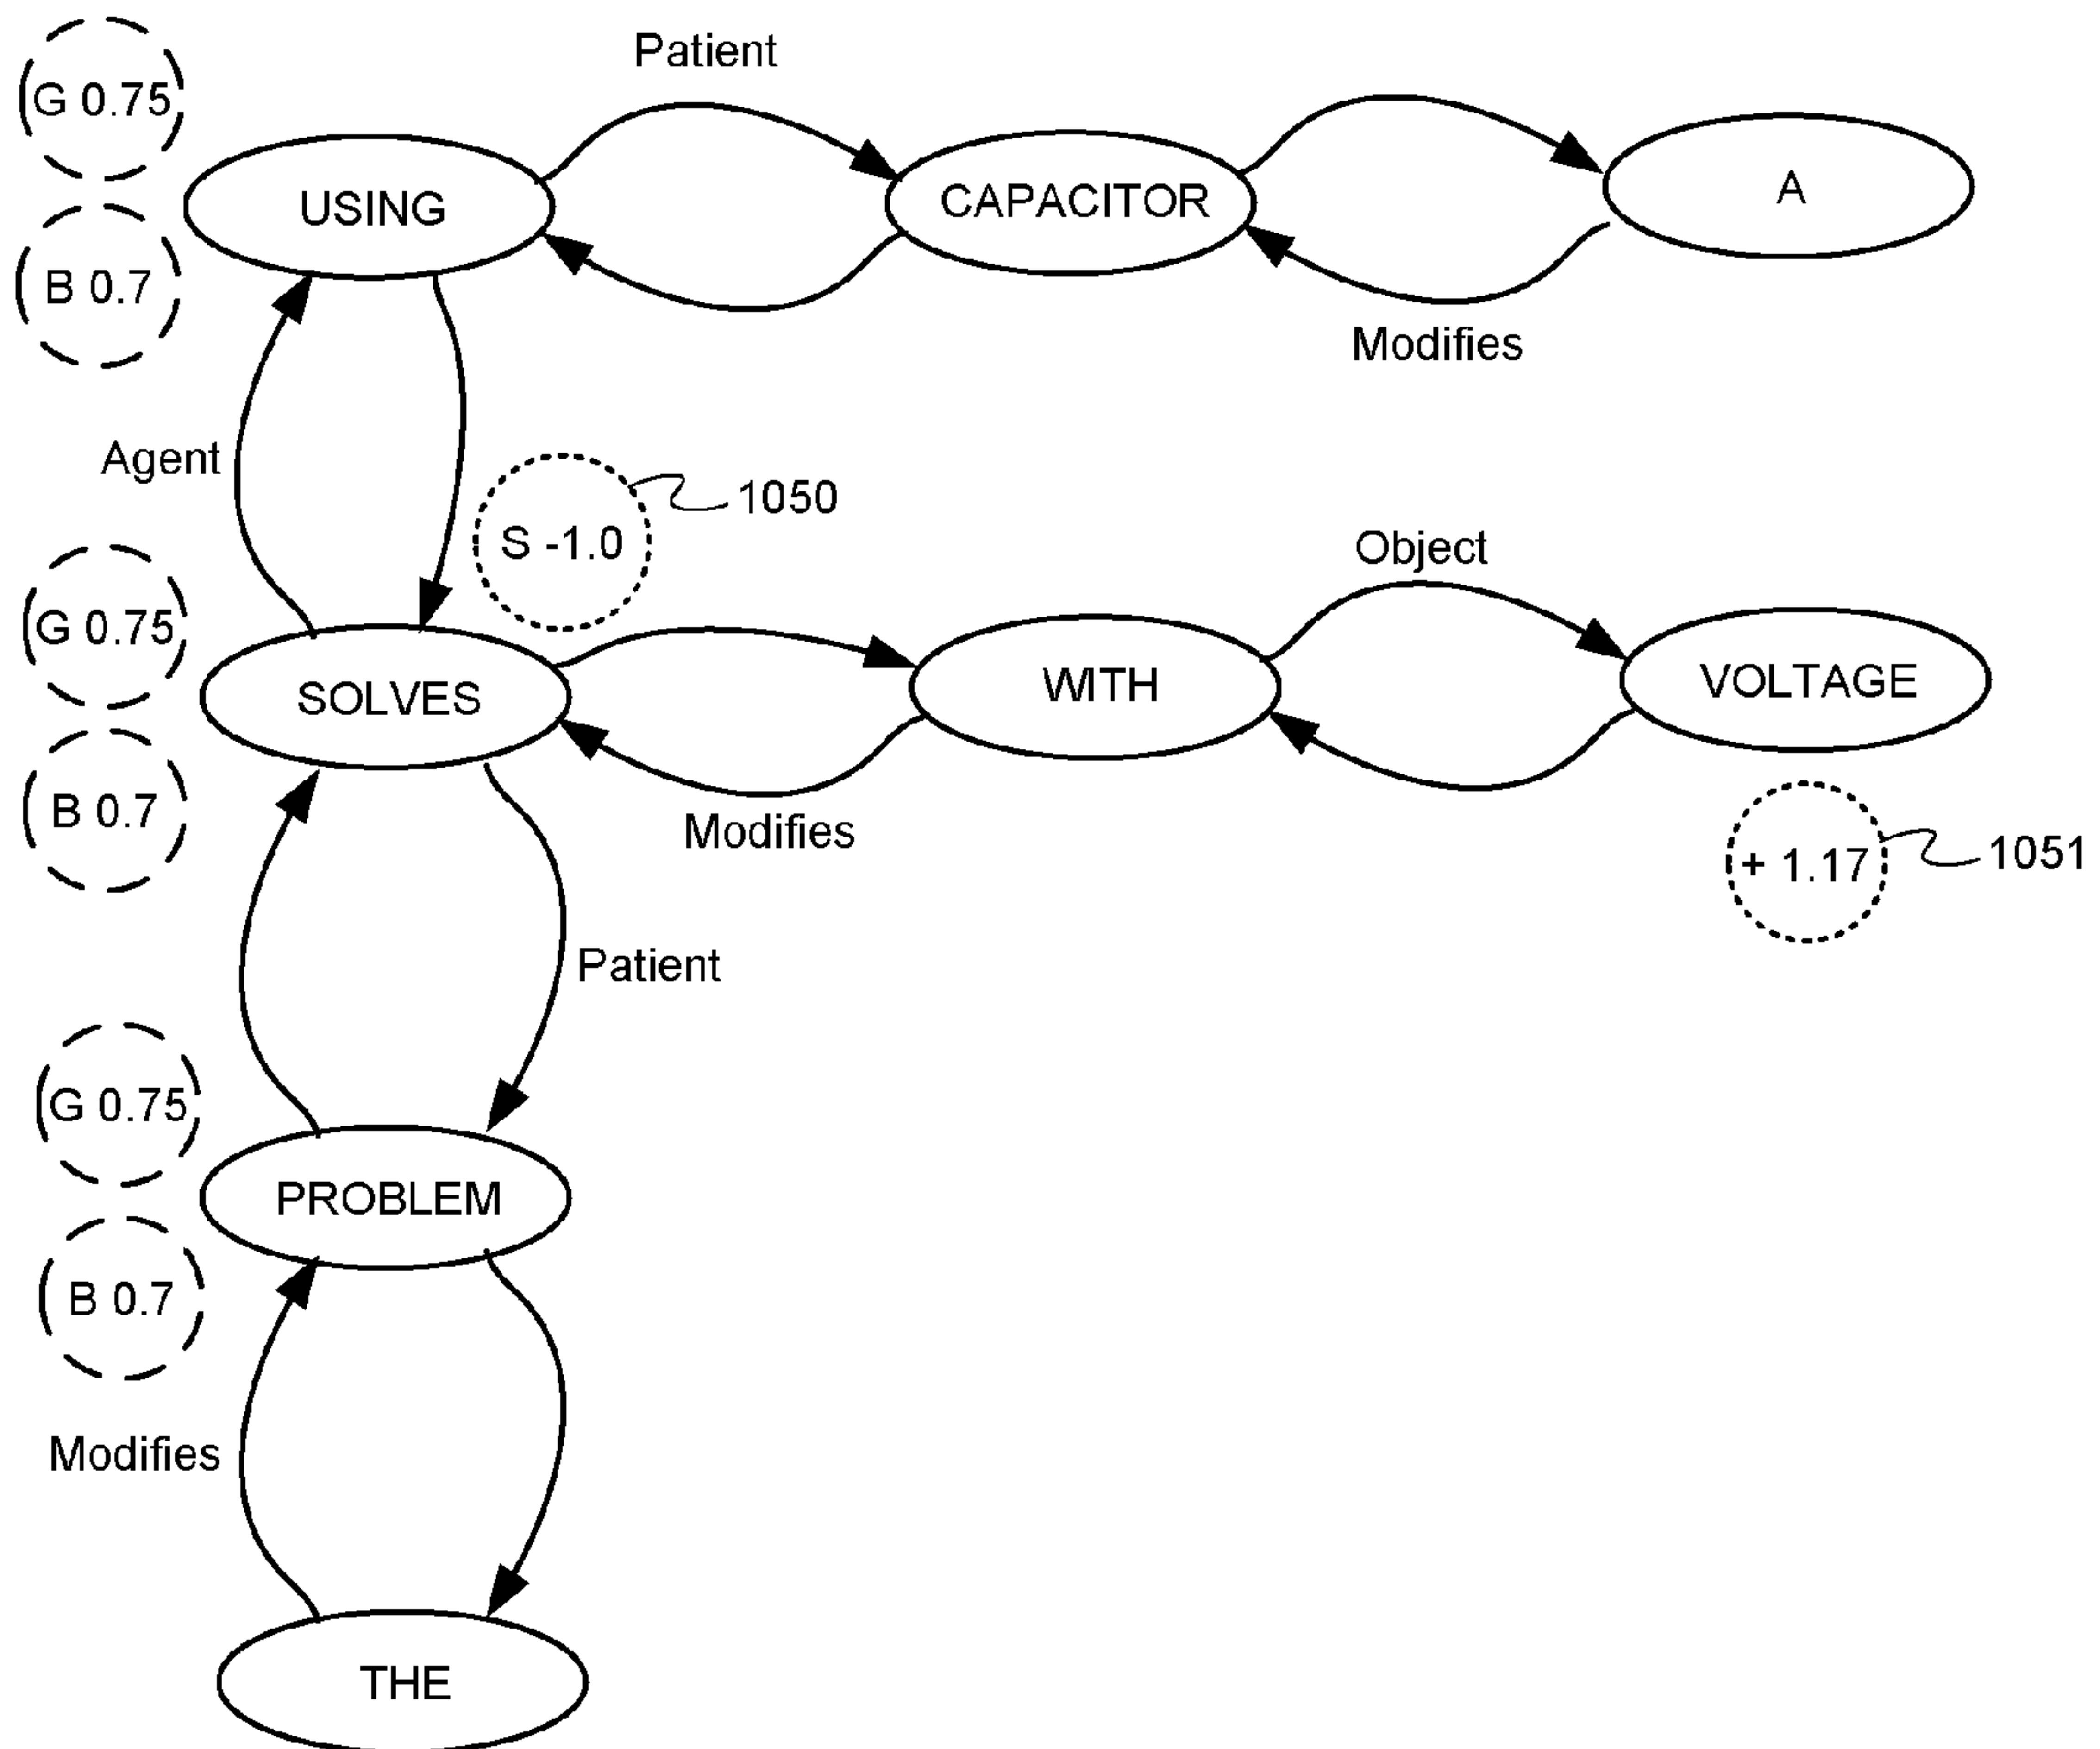 Patient
G 0.75
USING
CAPACITOR
A
B 0.7
Modifies
Agent
1050
S -1.0
Object
G 0.75
SOLVES
WITH
VOLTAGE
B 0.7
Modifies
+ 1.17
1051
Patient
G 0.75
PROBLEM
B 0.7
Modifies
THE